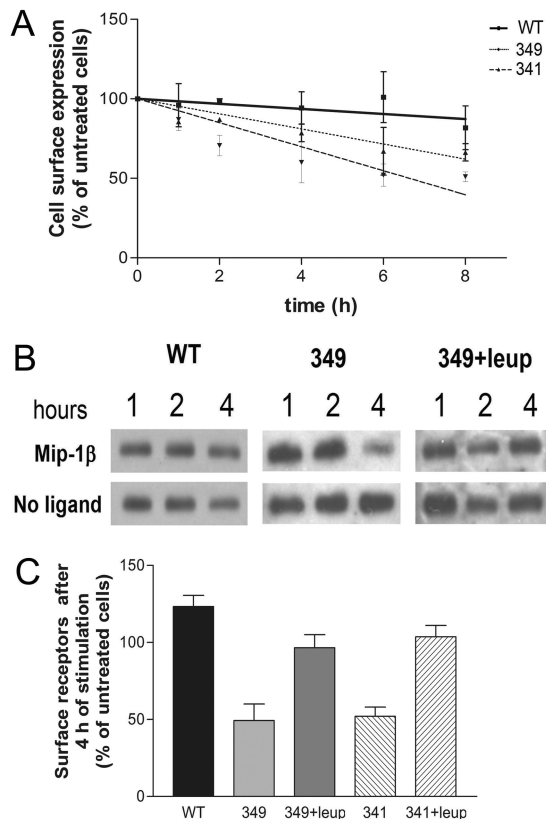 A
Cell surface expression
(% of untreated cells)
150
100
50
0
0 2 4 6 8
time (h)
WT
349
341
B
WT 349 349+leup
hours 1 2 4 1 2 4 1 2 4
Mip-1β
No ligand
C
Surface receptors after
4 h of stimulation
(% of untreated cells)
150
100
50
0
WT 349 349+leup 341 341+leup